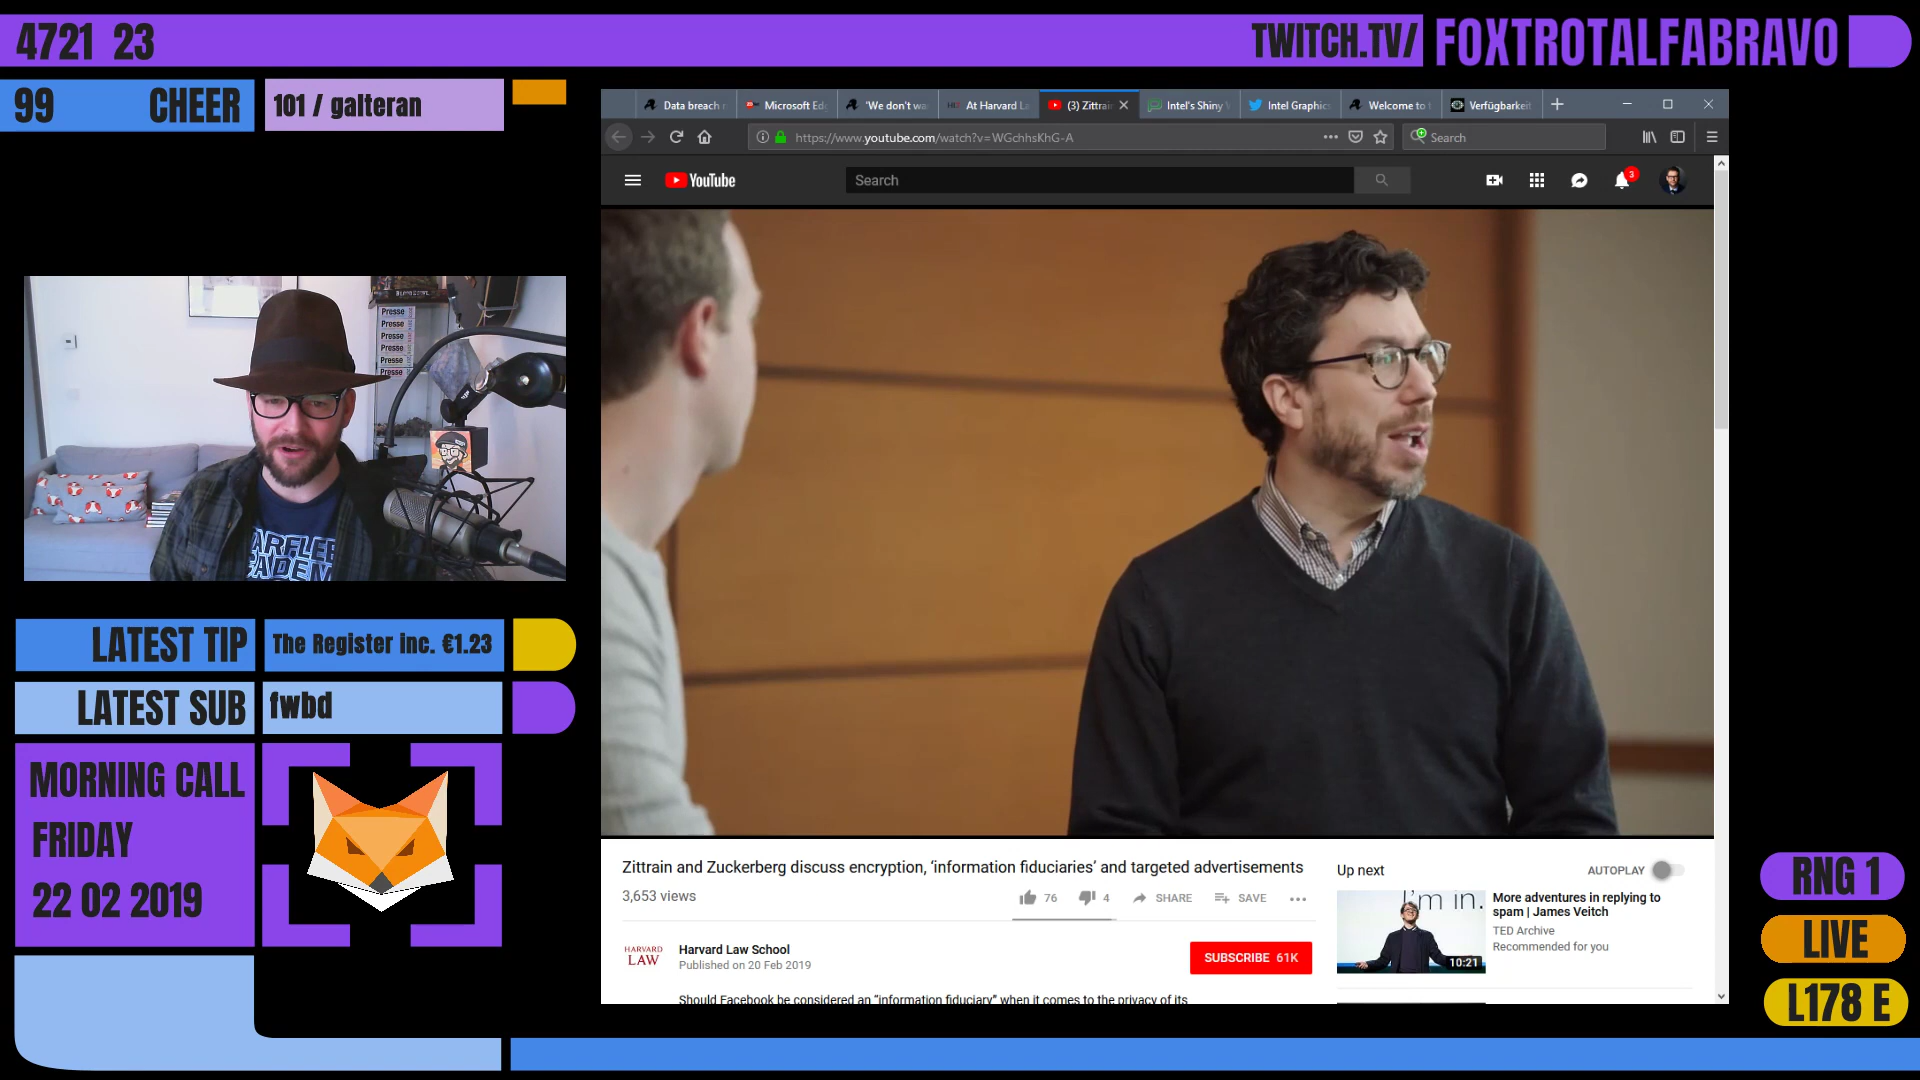 4721 23
TWITCH.TV/ FOXTROTALFABRAVO
99 CHEER
101 / galteran
Data breach
Microsoft Ed
'We don't wa
At Harvard La
(3) Zittrai
Intel's Shiny
Intel Graphic
Welcome to
Verfügbarkeit
https://www.youtube.com/watch?v=WGchhsKhG-A
Search
YouTube
Search
3
Presse
Presse
Presse
Presse
Presse
Presse
ARFLEE
CADEM
LATEST TIP
The Register inc. €1.23
LATEST SUB
fwbd
MORNING CALL
FRIDAY
22 02 2019
Zittrain and Zuckerberg discuss encryption, 'information fiduciaries' and targeted advertisements
3,653 views
76
4
SHARE
SAVE
HARVARD
LAW
Harvard Law School
Published on 20 Feb 2019
SUBSCRIBE 61K
Should Facebook be considered an "information fiduciary" when it comes to the privacy of its
Up next
AUTOPLAY
I'm in.
10:21
More adventures in replying to
spam | James Veitch
TED Archive
Recommended for you
RNG 1
LIVE
L178 E